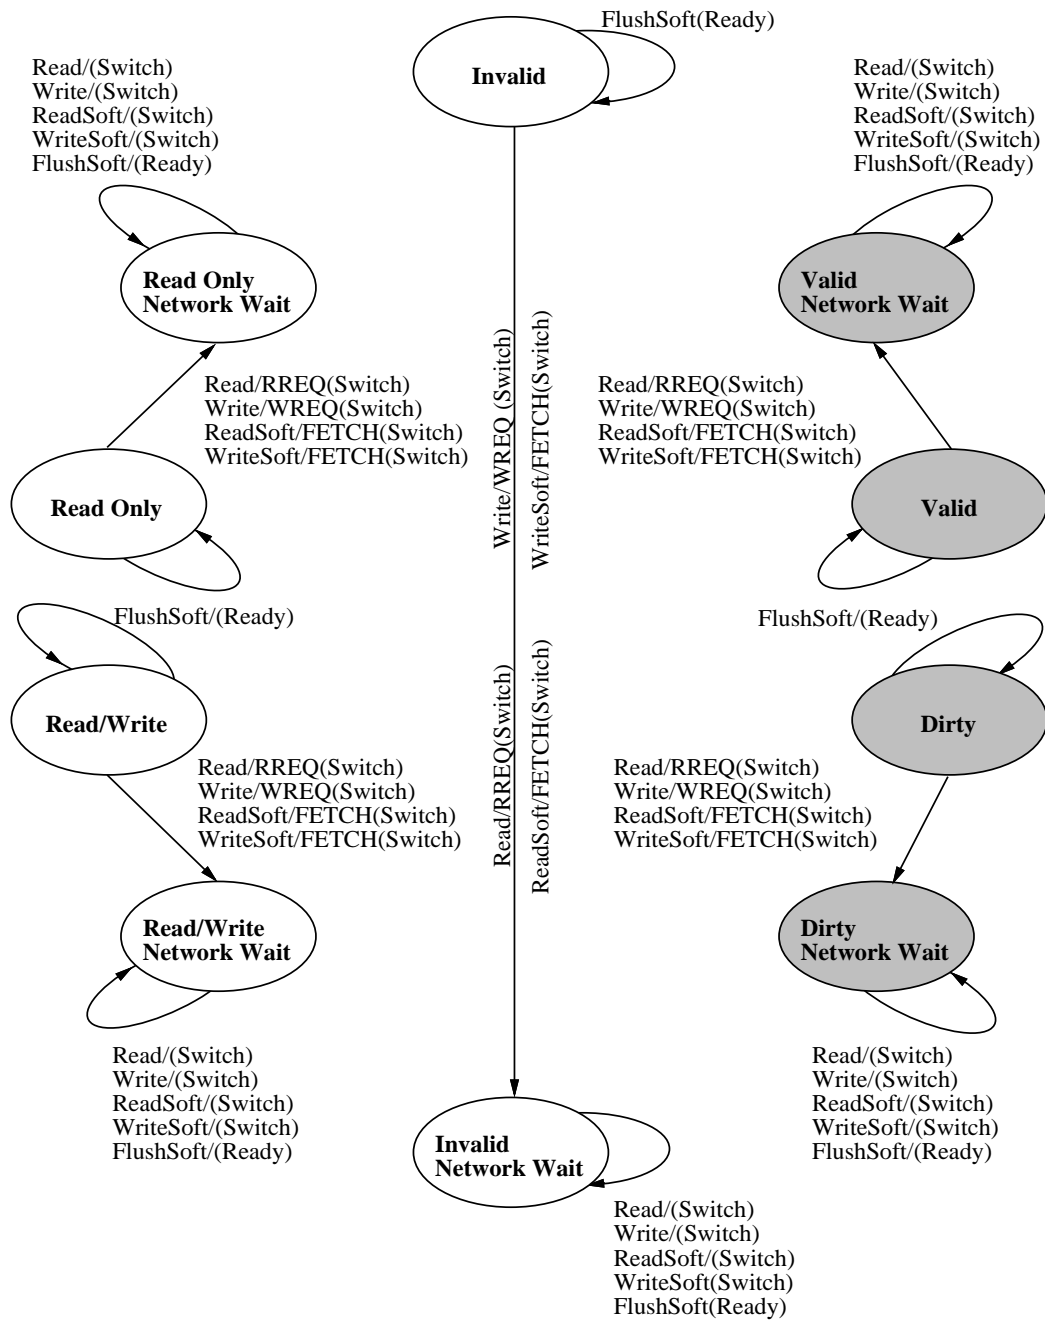 FlushSoft(Ready)
Invalid
Read/(Switch)
Write/(Switch)
ReadSoft/(Switch)
WriteSoft/(Switch)
FlushSoft/(Ready)
Read/(Switch)
Write/(Switch)
ReadSoft/(Switch)
WriteSoft/(Switch)
FlushSoft/(Ready)
Read Only
Network Wait
Valid
Network Wait
Write/WREQ (Switch)
WriteSoft/FETCH(Switch)
Read/RREQ(Switch)
Write/WREQ(Switch)
ReadSoft/FETCH(Switch)
WriteSoft/FETCH(Switch)
Read/RREQ(Switch)
Write/WREQ(Switch)
ReadSoft/FETCH(Switch)
WriteSoft/FETCH(Switch)
Read Only
Valid
FlushSoft/(Ready)
FlushSoft/(Ready)
Read/Write
Dirty
Read/RREQ(Switch)
ReadSoft/FETCH(Switch)
Read/RREQ(Switch)
Write/WREQ(Switch)
ReadSoft/FETCH(Switch)
WriteSoft/FETCH(Switch)
Read/RREQ(Switch)
Write/WREQ(Switch)
ReadSoft/FETCH(Switch)
WriteSoft/FETCH(Switch)
Read/Write
Network Wait
Dirty
Network Wait
Read/(Switch)
Write/(Switch)
ReadSoft/(Switch)
WriteSoft/(Switch)
FlushSoft/(Ready)
Read/(Switch)
Write/(Switch)
ReadSoft/(Switch)
WriteSoft/(Switch)
FlushSoft/(Ready)
Invalid
Network Wait
Read/(Switch)
Write/(Switch)
ReadSoft/(Switch)
WriteSoft(Switch)
FlushSoft(Ready)